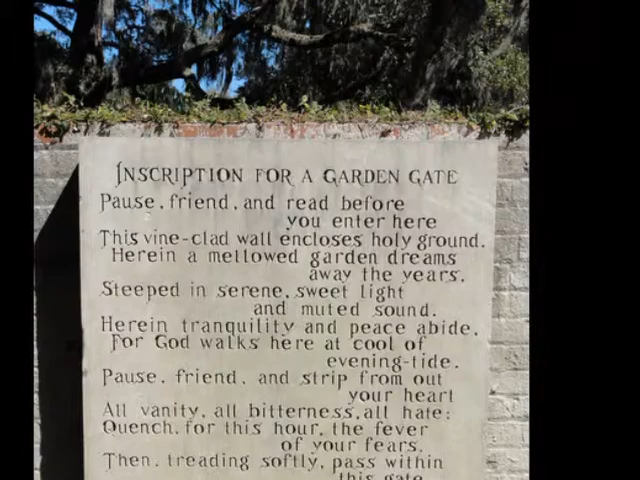 INSCRIPTION FOR A GARDEN GATE
Pause, friend, and read before
you enter here
This vine-clad wall encloses holy ground.
Herein a mellowed garden dreams
away the years,
Steeped in serene, sweet light
and muted sound.
Herein tranquility and peace abide,
For God walks here at cool of
evening-tide.
Pause, friend, and strip from out
your heart
All vanity, all bitterness, all hate:
Quench, for this hour, the fever
of your fears,
Then, treading softly, pass within
this gate